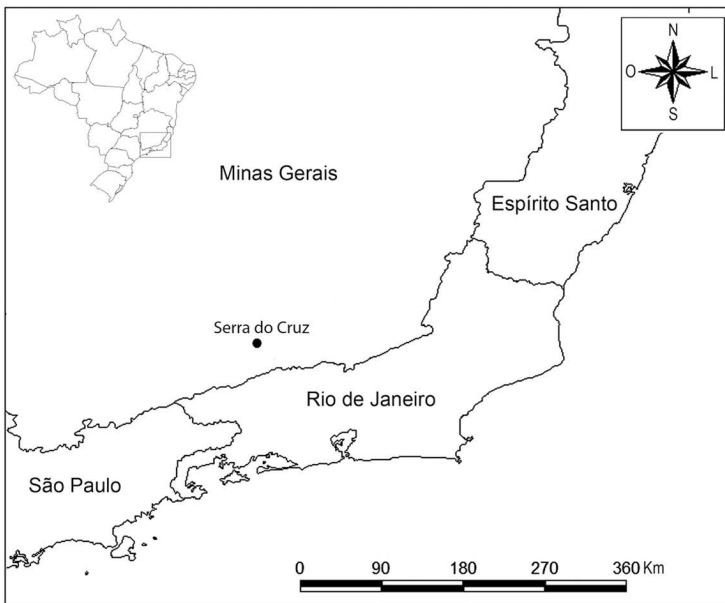 N
O L
S
Minas Gerais
Espírito Santo
Serra do Cruz
Rio de Janeiro
São Paulo
0 90 180 270 360 Km